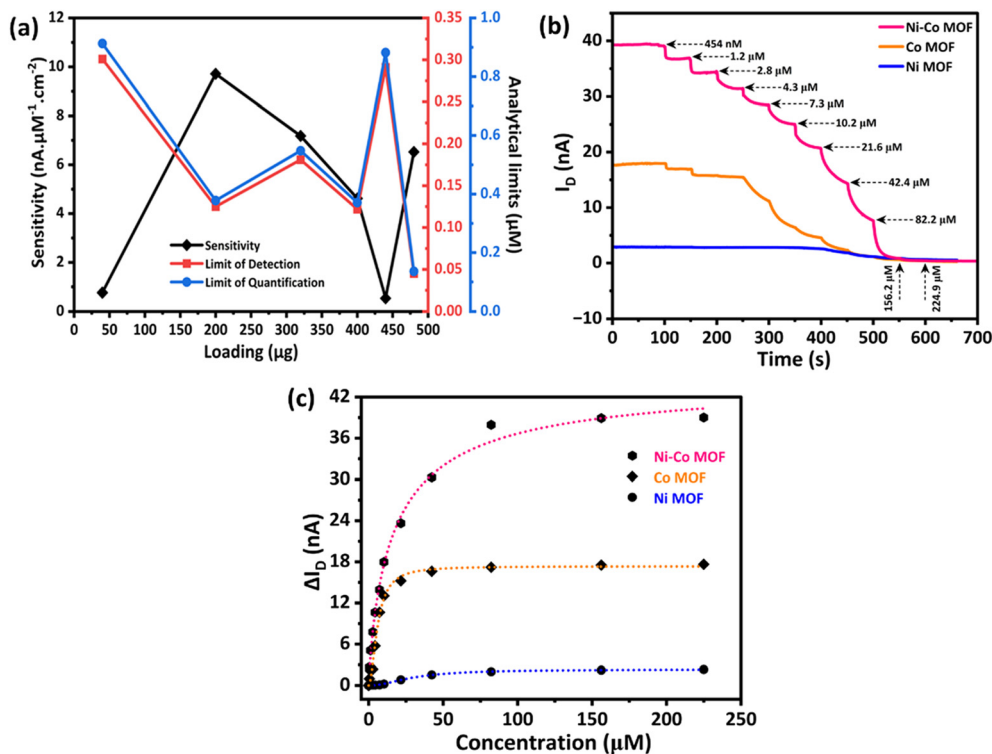 (a)
Sensitivity (nA.µM⁻¹.cm⁻²)
12
10
8
6
4
2
0
0 50 100 150 200 250 300 350 400 450 500
Loading (µg)
Sensitivity
Limit of Detection
Limit of Quantification
0.35
0.30
0.25
0.20
0.15
0.10
0.05
0.00
1.0
0.8
0.6
0.4
0.2
0.0
Analytical limits (µM)
(b)
I_D (nA)
40
30
20
10
0
−10
0 100 200 300 400 500 600 700
Time (s)
Ni-Co MOF
Co MOF
Ni MOF
454 nM
1.2 µM
2.8 µM
4.3 µM
7.3 µM
10.2 µM
21.6 µM
42.4 µM
82.2 µM
156.2 µM
224.9 µM
(c)
ΔI_D (nA)
42
36
30
24
18
12
6
0
0 50 100 150 200 250
Concentration (µM)
Ni-Co MOF
Co MOF
Ni MOF